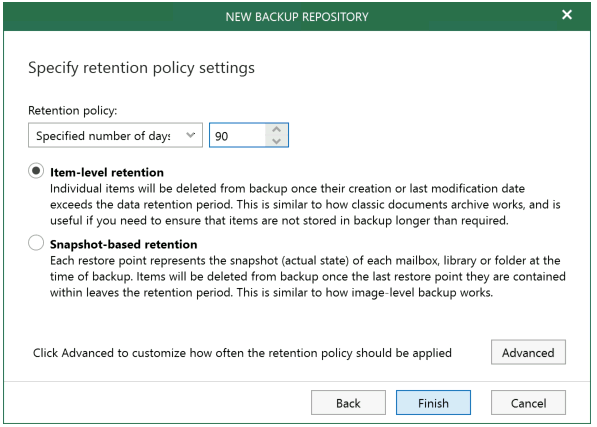 NEW BACKUP REPOSITORY
Specify retention policy settings
Retention policy:
Specified number of days 90
Item-level retention
Individual items will be deleted from backup once their creation or last modification date
exceeds the data retention period. This is similar to how classic documents archive works, and is
useful if you need to ensure that items are not stored in backup longer than required.
Snapshot-based retention
Each restore point represents the snapshot (actual state) of each mailbox, library or folder at the
time of backup. Items will be deleted from backup once the last restore point they are contained
within leaves the retention period. This is similar to how image-level backup works.
Click Advanced to customize how often the retention policy should be applied Advanced
Back Finish Cancel